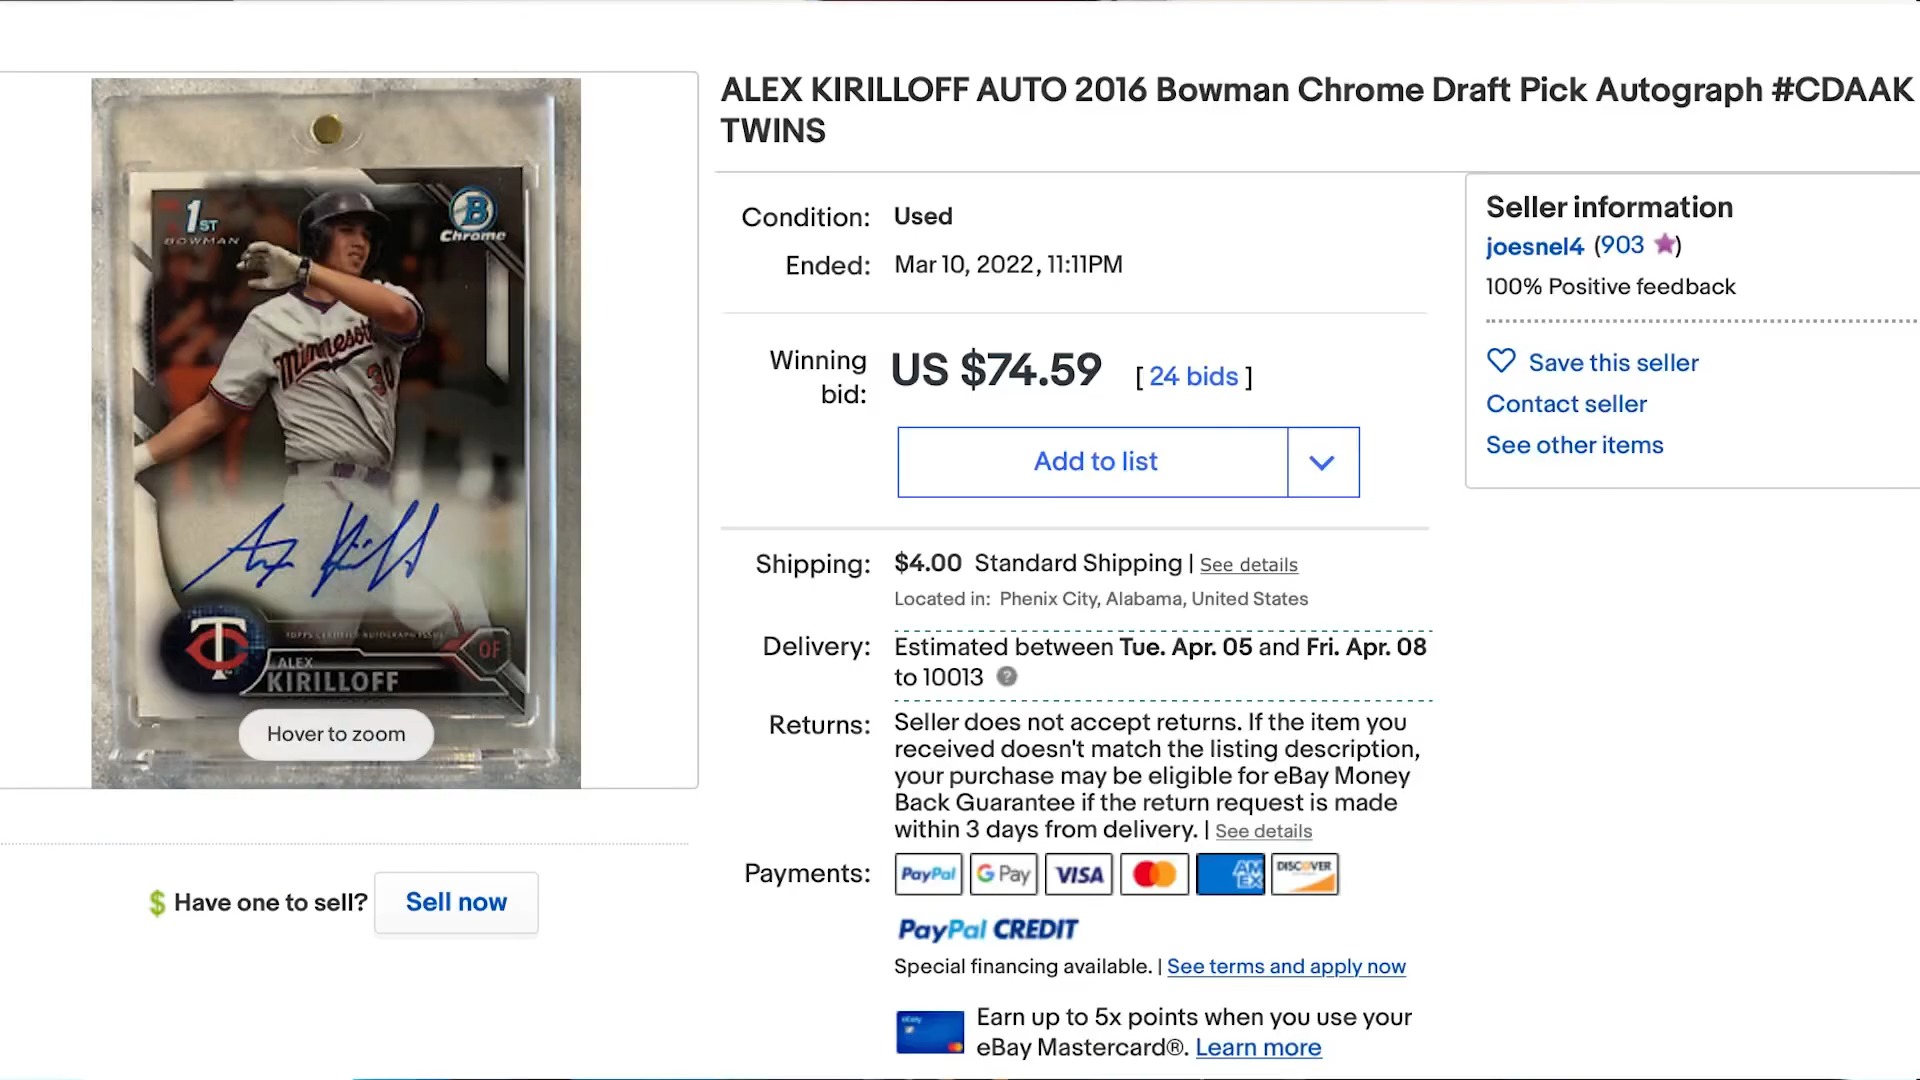 ALEX KIRILLOFF AUTO 2016 Bowman Chrome Draft Pick Autograph #CDAAK
TWINS
1ST
BOWMAN
B
Chrome
Minnesota
30
Alex Kirilloff
TOPPS CERTIFIED AUTOGRAPH ISSUE
OF
ALEX
KIRILLOFF
Hover to zoom
Have one to sell? Sell now
Condition: Used
Ended: Mar 10, 2022, 11:11PM
Winning bid: US $74.59 [ 24 bids ]
Add to list
Shipping: $4.00 Standard Shipping | See details
Located in: Phenix City, Alabama, United States
Delivery: Estimated between Tue. Apr. 05 and Fri. Apr. 08
to 10013
Returns: Seller does not accept returns. If the item you
received doesn't match the listing description,
your purchase may be eligible for eBay Money
Back Guarantee if the return request is made
within 3 days from delivery. | See details
Payments: PayPal G Pay VISA AMEX DISCOVER
PayPal CREDIT
Special financing available. | See terms and apply now
Earn up to 5x points when you use your
eBay Mastercard®. Learn more
Seller information
joesnel4 (903)
100% Positive feedback
Save this seller
Contact seller
See other items